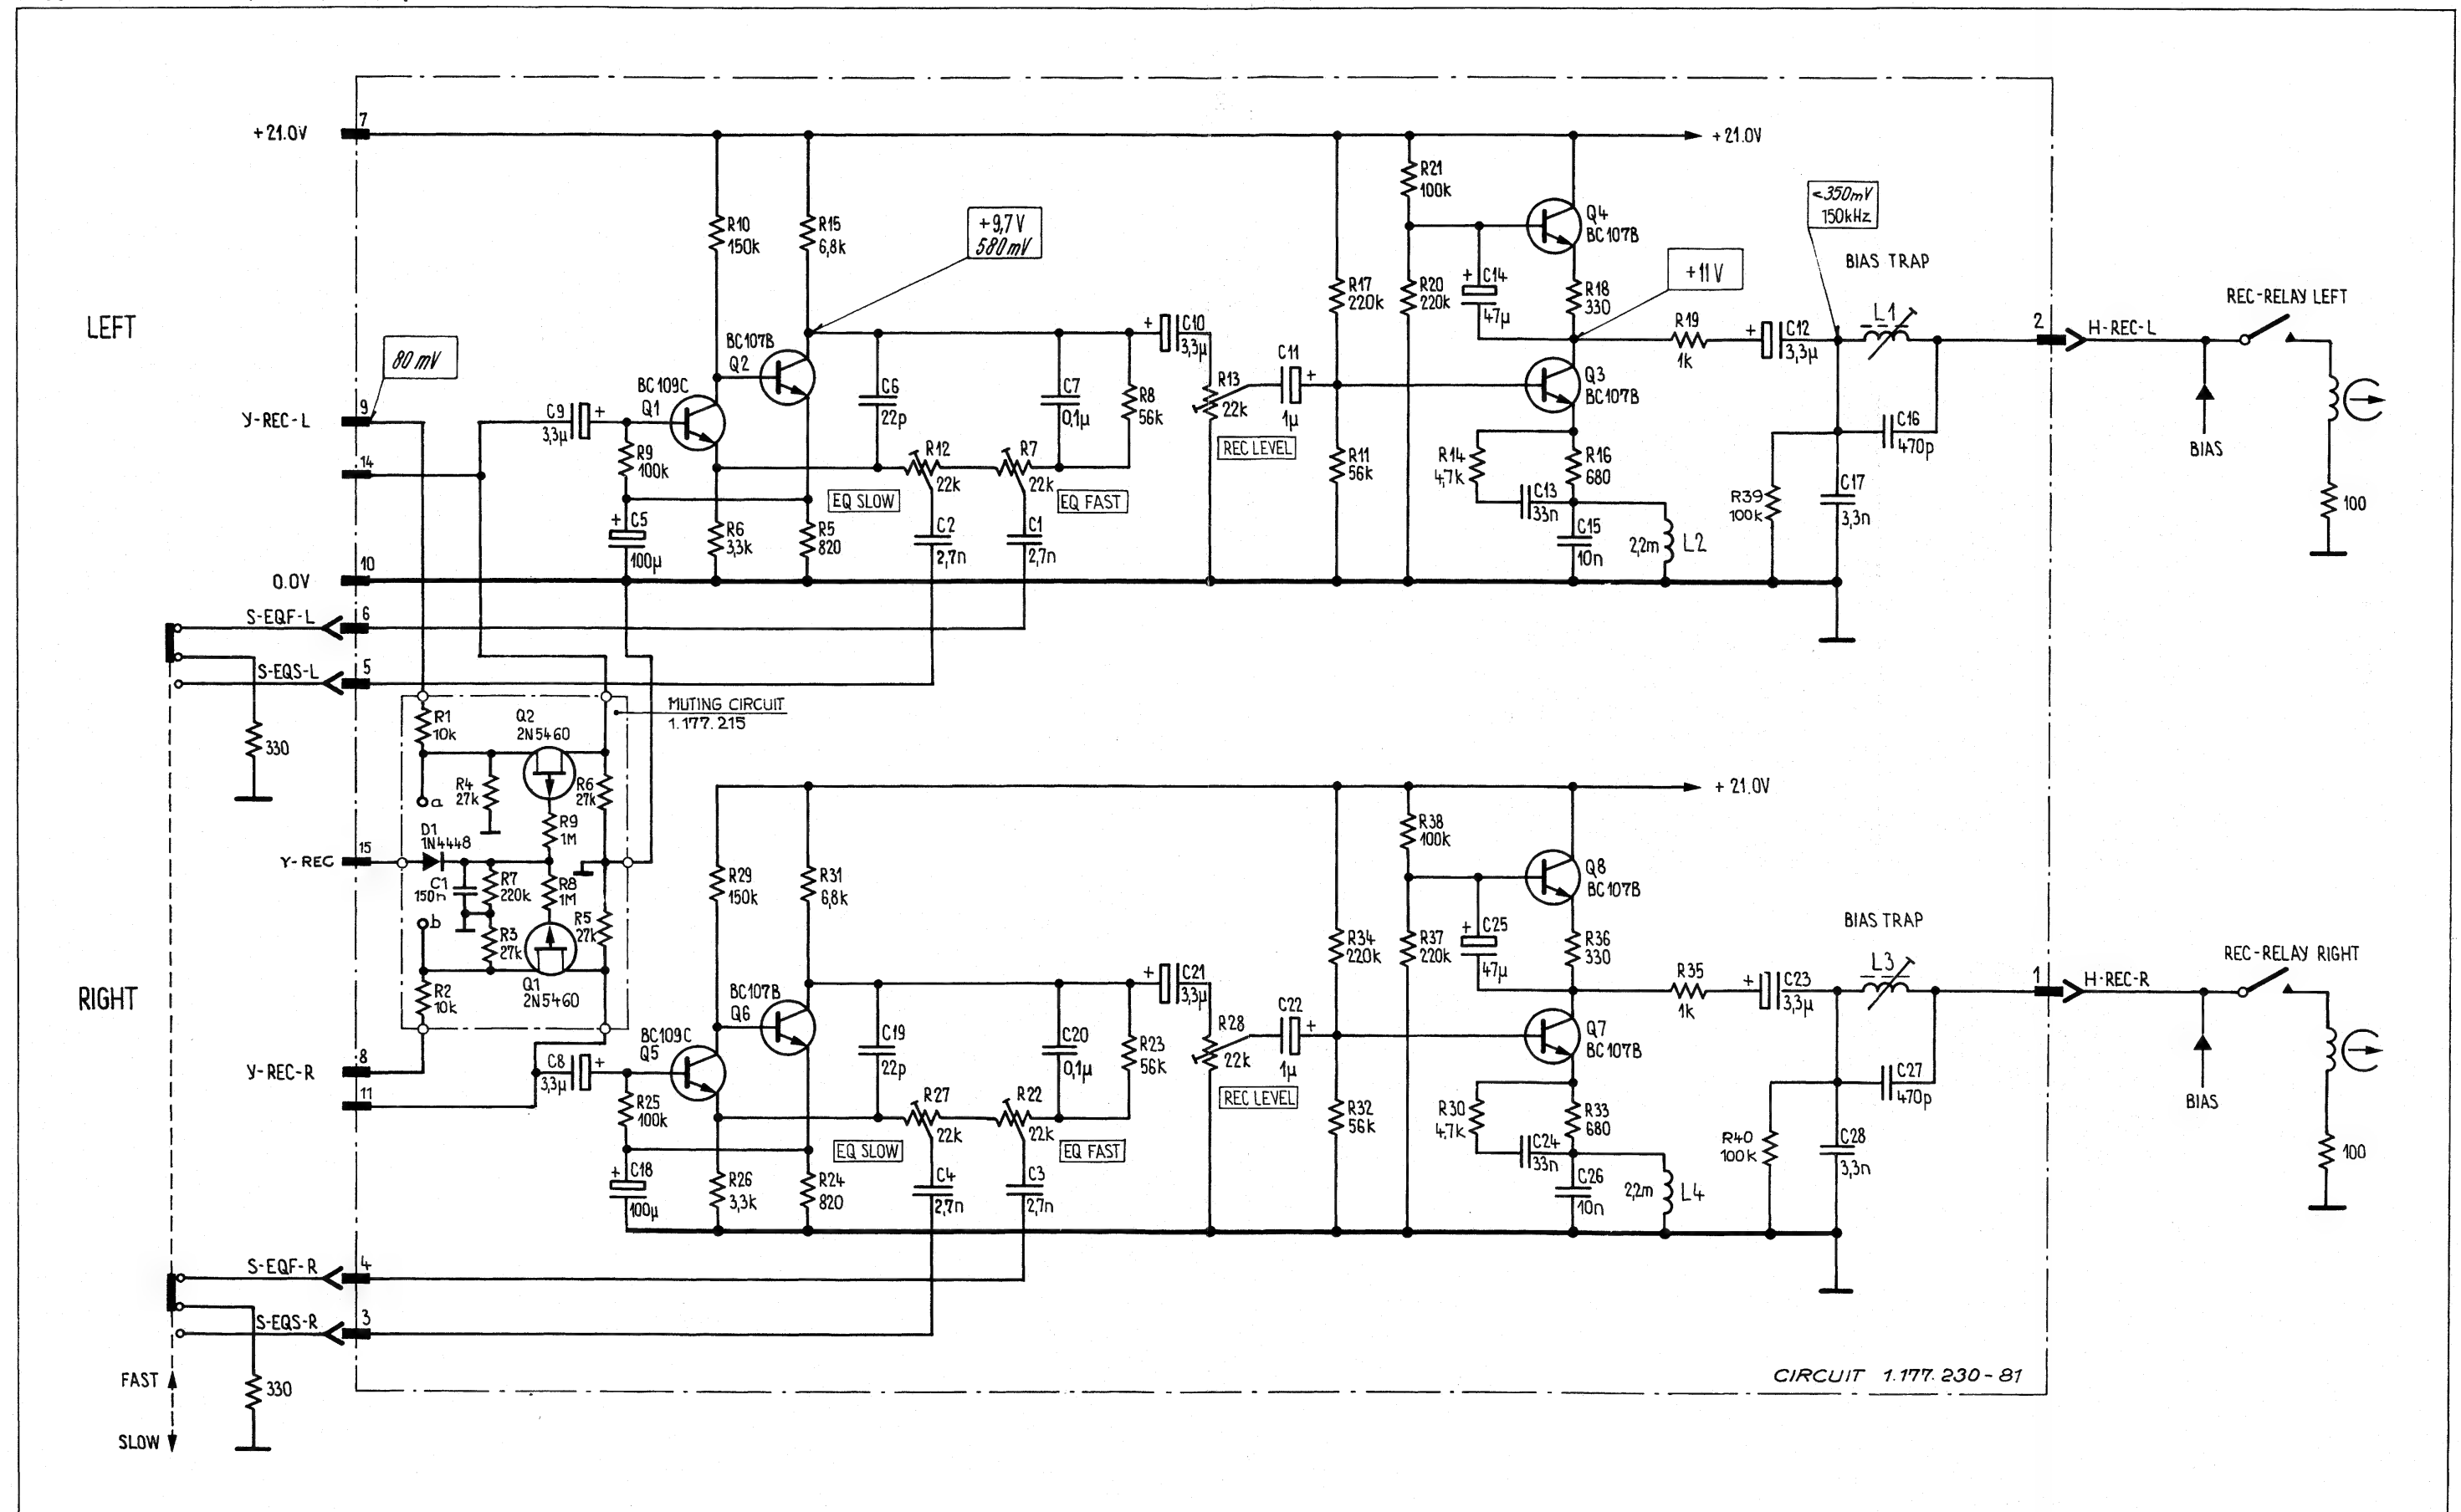 +21.0V
7
+21.0V
R10
150k
R15
6,8k
+9,7V
580mV
R21
100k
Q4
BC107B
<350mV
150kHz
BIAS TRAP
+11V
R17
220k
R20
220k
+
C14
47µ
R18
330
LEFT
80 mV
BC107B
Q2
BC109C
Q1
+
C10
3,3µ
C11
+
1µ
R19
1k
+
C12
3,3µ
L1
2
H-REC-L
REC-RELAY LEFT
Y-REC-L
9
14
C9
+
3,3µ
R9
100k
C6
22p
C7
0,1µ
R8
56k
R13
22k
REC LEVEL
Q3
BC107B
C16
470p
BIAS
R12
22k
R7
22k
EQ SLOW
EQ FAST
R11
56k
R14
4,7k
R16
680
C13
33n
R39
100k
C17
3,3n
100
+
C5
100µ
R6
3,3k
R5
820
C2
2,7n
C1
2,7n
C15
10n
2,2m
L2
0.0V
10
S-EQF-L
6
S-EQS-L
5
330
MUTING CIRCUIT
1.177.215
R1
10k
Q2
2N5460
a
R4
27k
R6
27k
R9
1M
D1
1N4448
Y-REC
15
C1
150n
R7
220k
R8
1M
b
R3
27k
R5
27k
R2
10k
Q1
2N5460
RIGHT
+21.0V
R29
150k
R31
6,8k
R38
100k
Q8
BC107B
R34
220k
R37
220k
+
C25
47µ
R36
330
BIAS TRAP
BC107B
Q6
BC109C
Q5
+
C21
3,3µ
C22
+
1µ
R35
1k
+
C23
3,3µ
L3
1
H-REC-R
REC-RELAY RIGHT
Y-REC-R
8
11
C8
+
3,3µ
R25
100k
C19
22p
C20
0,1µ
R23
56k
R28
22k
REC LEVEL
Q7
BC107B
C27
470p
BIAS
R27
22k
R22
22k
EQ SLOW
EQ FAST
R32
56k
R30
4,7k
R33
680
C24
33n
R40
100k
C28
3,3n
100
+
C18
100µ
R26
3,3k
R24
820
C4
2,7n
C3
2,7n
C26
10n
2,2m
L4
S-EQF-R
4
S-EQS-R
3
330
FAST
SLOW
CIRCUIT 1.177.230-81